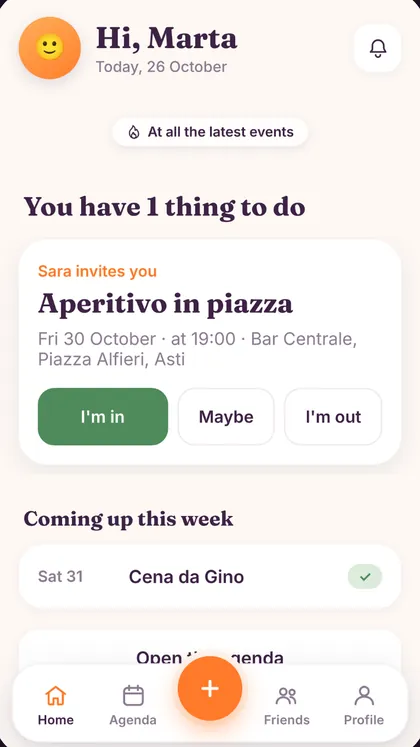 Hi, Marta
Today, 26 October
At all the latest events
You have 1 thing to do
Sara invites you
Aperitivo in piazza
Fri 30 October · at 19:00 · Bar Centrale,
Piazza Alfieri, Asti
I'm in
Maybe
I'm out
Coming up this week
Sat 31
Cena da Gino
Open
Home
Agenda
Friends
Profile